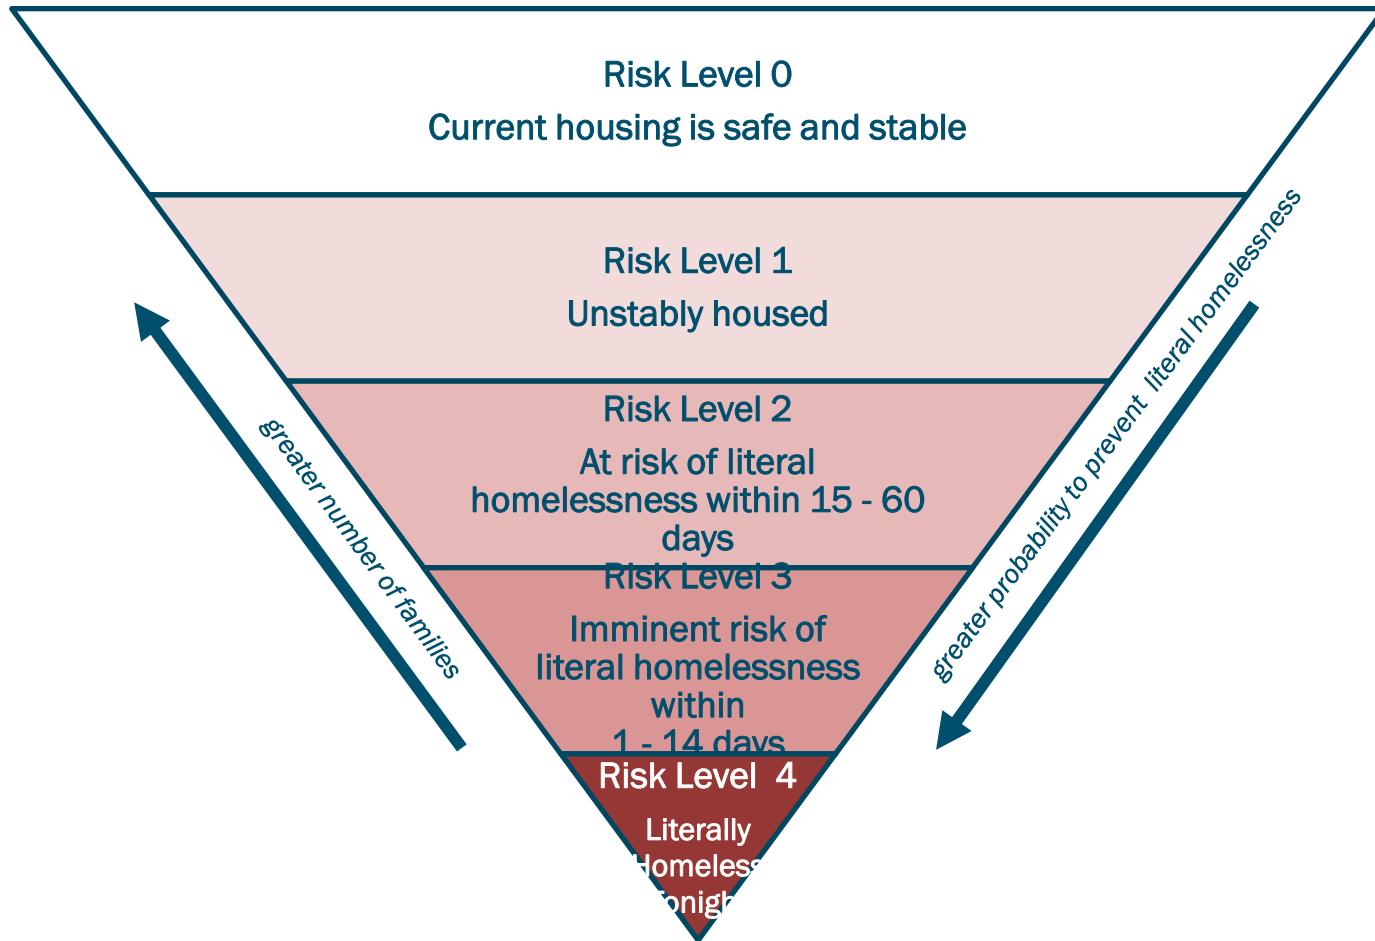 Risk Level 0
Current housing is safe and stable
Risk Level 1
Unstably housed
greater number of families
greater probability to prevent literal homelessness
Risk Level 2
At risk of literal
homelessness within 15 - 60
days
Risk Level 3
Imminent risk of
literal homelessness
within
1 - 14 days
Risk Level 4
Literally
Homeless
Tonight